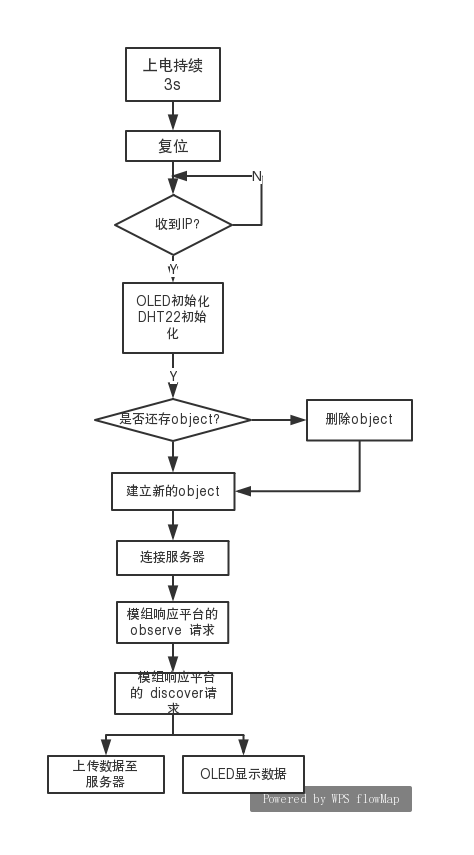 上电持续
3s
复位
N
收到IP?
Y
OLED初始化
DHT22初始
化
Y
是否还存object?
删除object
建立新的object
连接服务器
模组响应平台的
observe 请求
模组响应平台
的 discover请
求
上传数据至
服务器
OLED显示数据
Powered by WPS flowMap